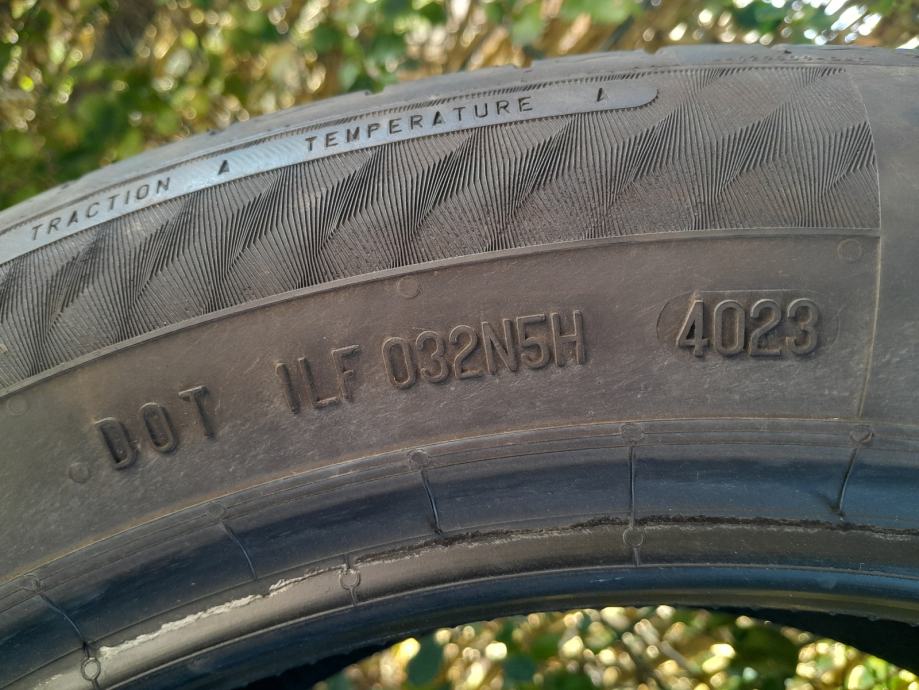 TRACTION A TEMPERATURE A
DOT 1LF 032N5H 4023